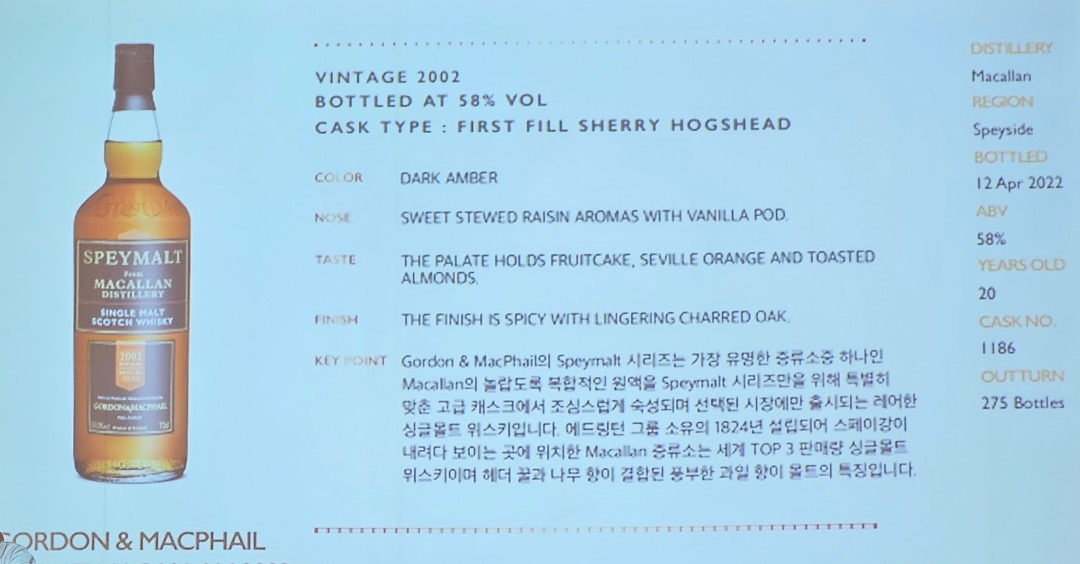 VINTAGE 2002
BOTTLED AT 58% VOL
CASK TYPE : FIRST FILL SHERRY HOGSHEAD
COLOR DARK AMBER
NOSE SWEET STEWED RAISIN AROMAS WITH VANILLA POD.
TASTE THE PALATE HOLDS FRUITCAKE, SEVILLE ORANGE AND TOASTED
ALMONDS.
FINISH THE FINISH IS SPICY WITH LINGERING CHARRED OAK.
KEY POINT Gordon & MacPhail의 Speymalt 시리즈는 가장 유명한 증류소중 하나인
Macallan의 놀랍도록 복합적인 원액을 Speymalt 시리즈만을 위해 특별히
맞춘 고급 캐스크에서 조심스럽게 숙성되며 선택된 시장에만 출시되는 레어한
싱글몰트 위스키입니다. 에드링턴 그룹 소유의 1824년 설립되어 스페이강이
내려다 보이는 곳에 위치한 Macallan 증류소는 세계 TOP 3 판매량 싱글몰트
위스키이며 헤더 꿀과 나무 향이 결합된 풍부한 과일 향이 몰트의 특징입니다.
DISTILLERY
Macallan
REGION
Speyside
BOTTLED
12 Apr 2022
ABV
58%
YEARS OLD
20
CASK NO.
1186
OUTTURN
275 Bottles
SPEYMALT
From
MACALLAN
DISTILLERY
SINGLE MALT
SCOTCH WHISKY
2002
GORDON & MACPHAIL
70cl
GORDON & MACPHAIL